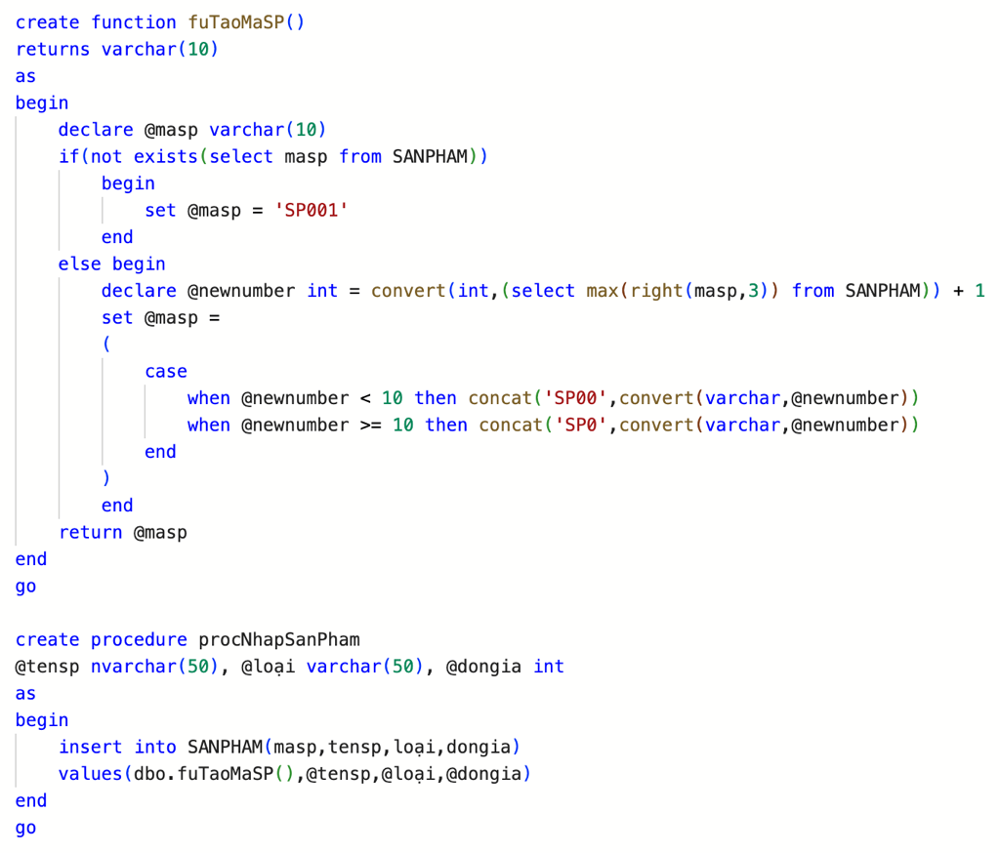 create function fuTaoMaSP()
returns varchar(10)
as
begin
    declare @masp varchar(10)
    if(not exists(select masp from SANPHAM))
        begin
            set @masp = 'SP001'
        end
    else begin
        declare @newnumber int = convert(int,(select max(right(masp,3)) from SANPHAM)) + 1
        set @masp =
        (
            case
                when @newnumber < 10 then concat('SP00',convert(varchar,@newnumber))
                when @newnumber >= 10 then concat('SP0',convert(varchar,@newnumber))
            end
        )
        end
    return @masp
end
go

create procedure procNhapSanPham
@tensp nvarchar(50), @loại varchar(50), @dongia int
as
begin
    insert into SANPHAM(masp,tensp,loại,dongia)
    values(dbo.fuTaoMaSP(),@tensp,@loại,@dongia)
end
go